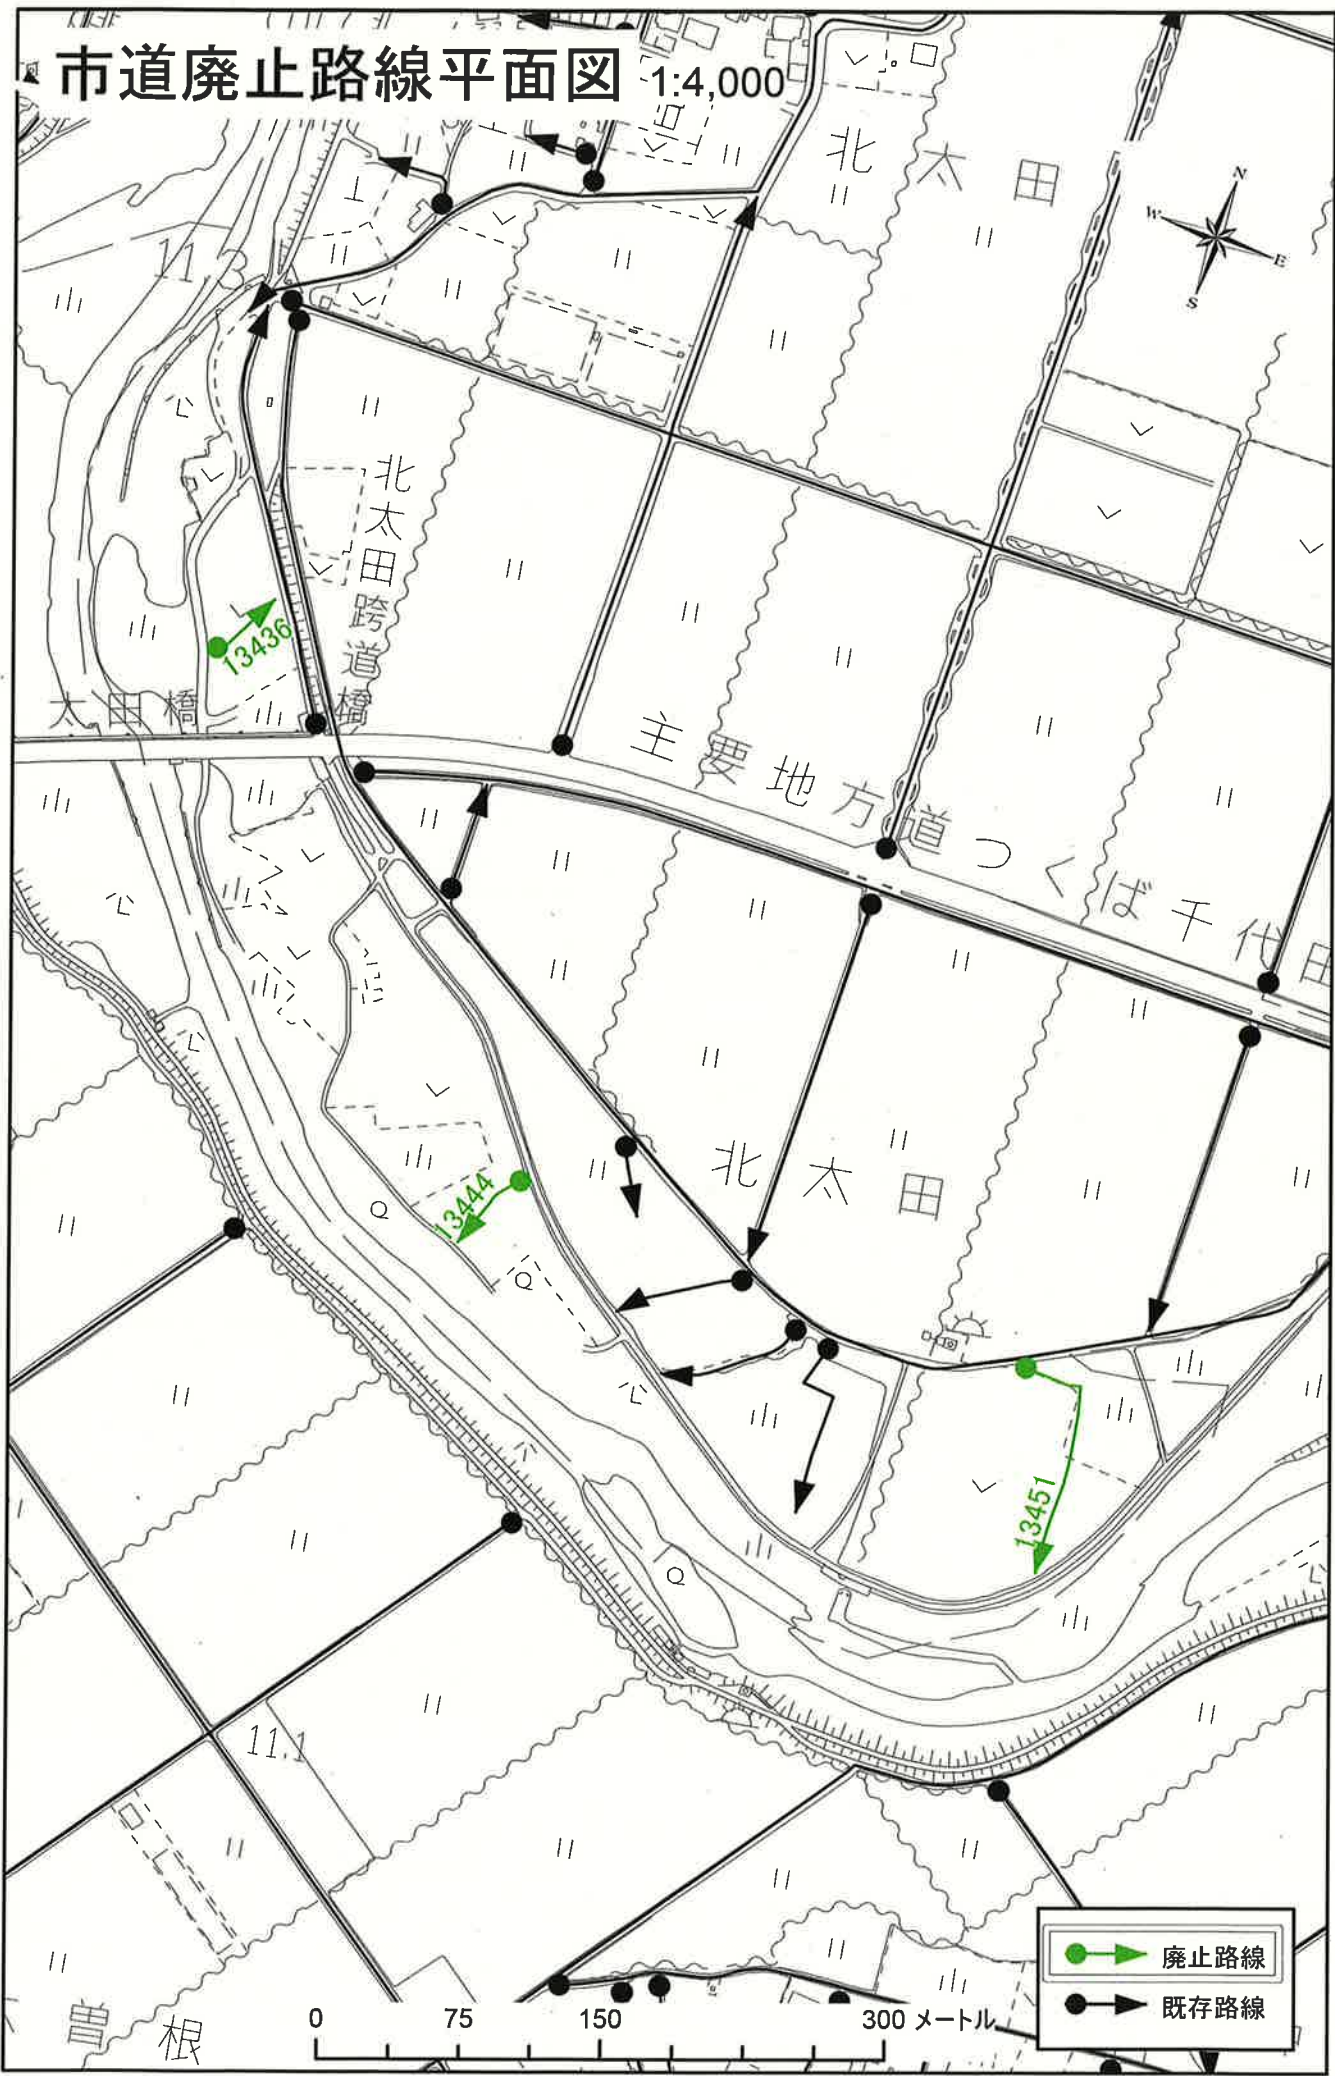 市道廃止路線平面図 1:4,000
北太田
N
W
E
S
11.3
北太田跨道橋
13436
太田橋
主要地方道つくば千代田
北太田
13444
13451
11.1
曽根
0 75 150 300 メートル
廃止路線
既存路線